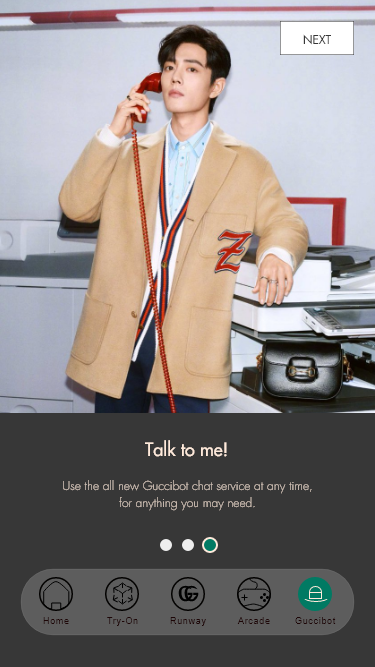 NEXT
Z
Talk to me!
Use the all new Guccibot chat service at any time,
for anything you may need.
Home
Try-On
Runway
Arcade
Guccibot